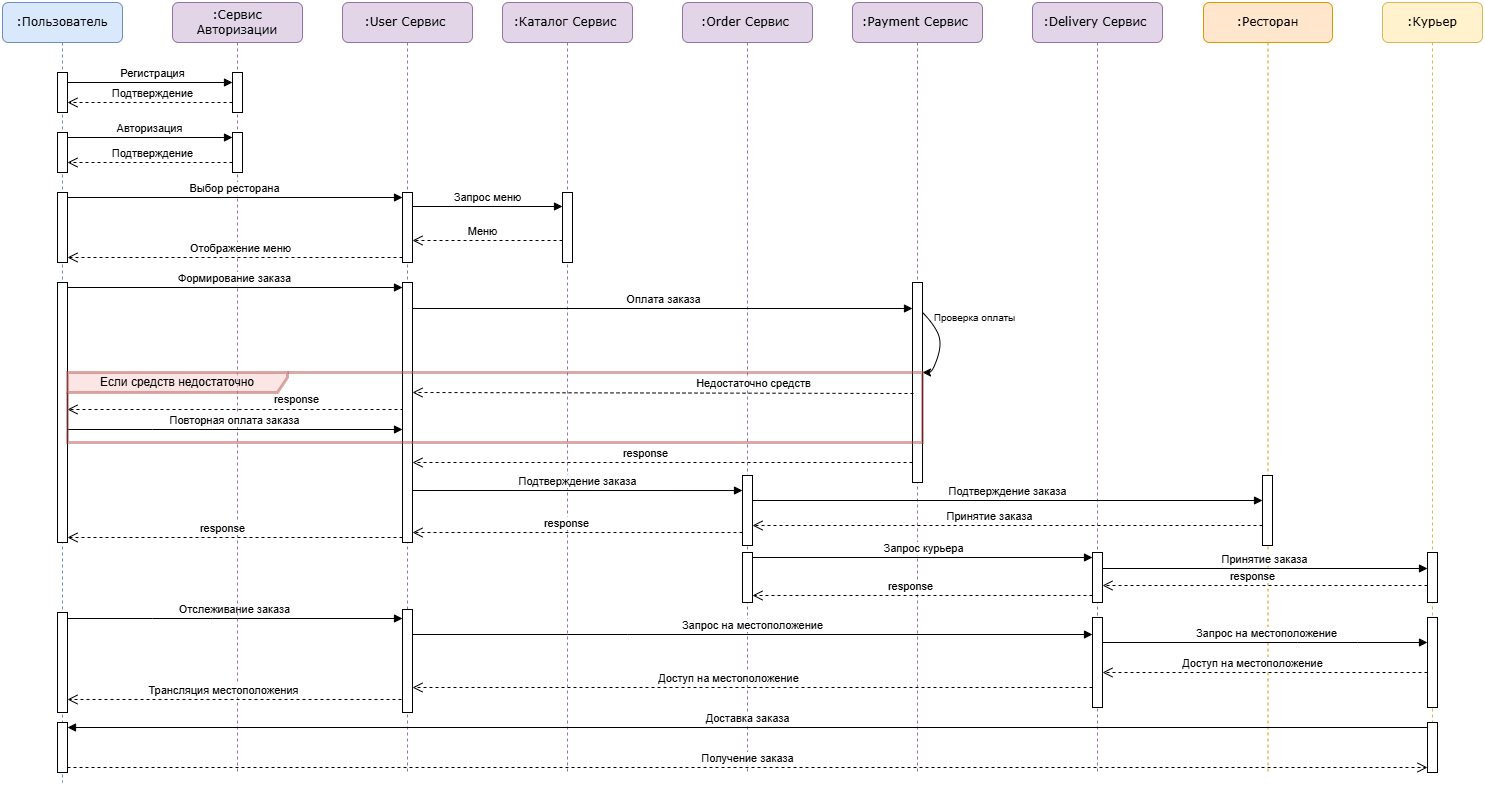 :Пользователь
:Сервис
Авторизации
:User Сервис
:Каталог Сервис
:Order Сервис
:Payment Сервис
:Delivery Сервис
:Ресторан
:Курьер
Регистрация
Подтверждение
Авторизация
Подтверждение
Выбор ресторана
Запрос меню
Меню
Отображение меню
Формирование заказа
Оплата заказа
Проверка оплаты
Если средств недостаточно
Недостаточно средств
response
Повторная оплата заказа
response
Подтверждение заказа
Подтверждение заказа
Принятие заказа
response
response
Запрос курьера
Принятие заказа
response
response
Отслеживание заказа
Запрос на местоположение
Запрос на местоположение
Доступ на местоположение
Доступ на местоположение
Трансляция местоположения
Доставка заказа
Получение заказа